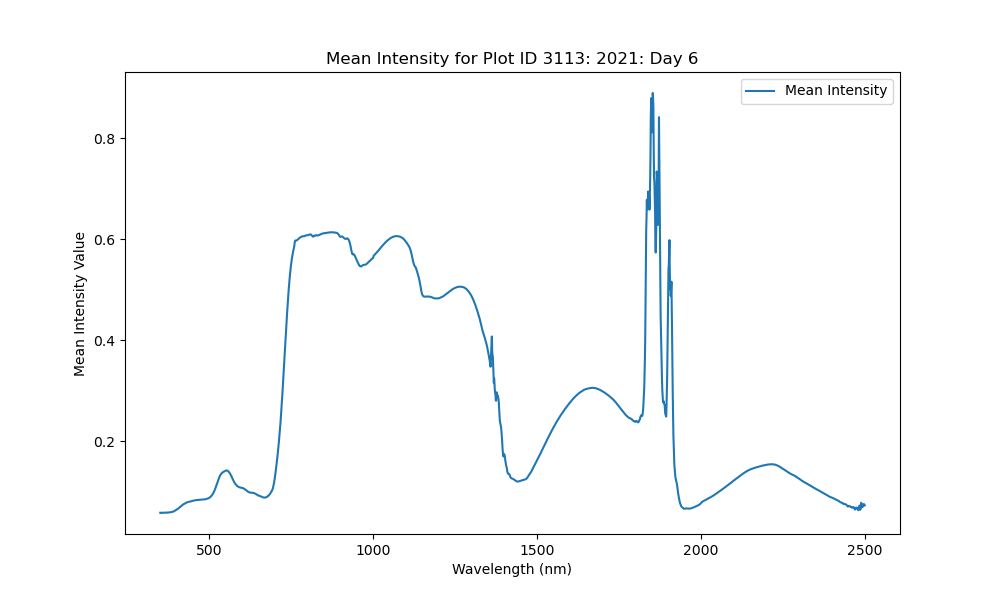 Mean Intensity for Plot ID 3113: 2021: Day 6
Mean Intensity
Mean Intensity Value
0.8
0.6
0.4
0.2
500
1000
1500
2000
2500
Wavelength (nm)